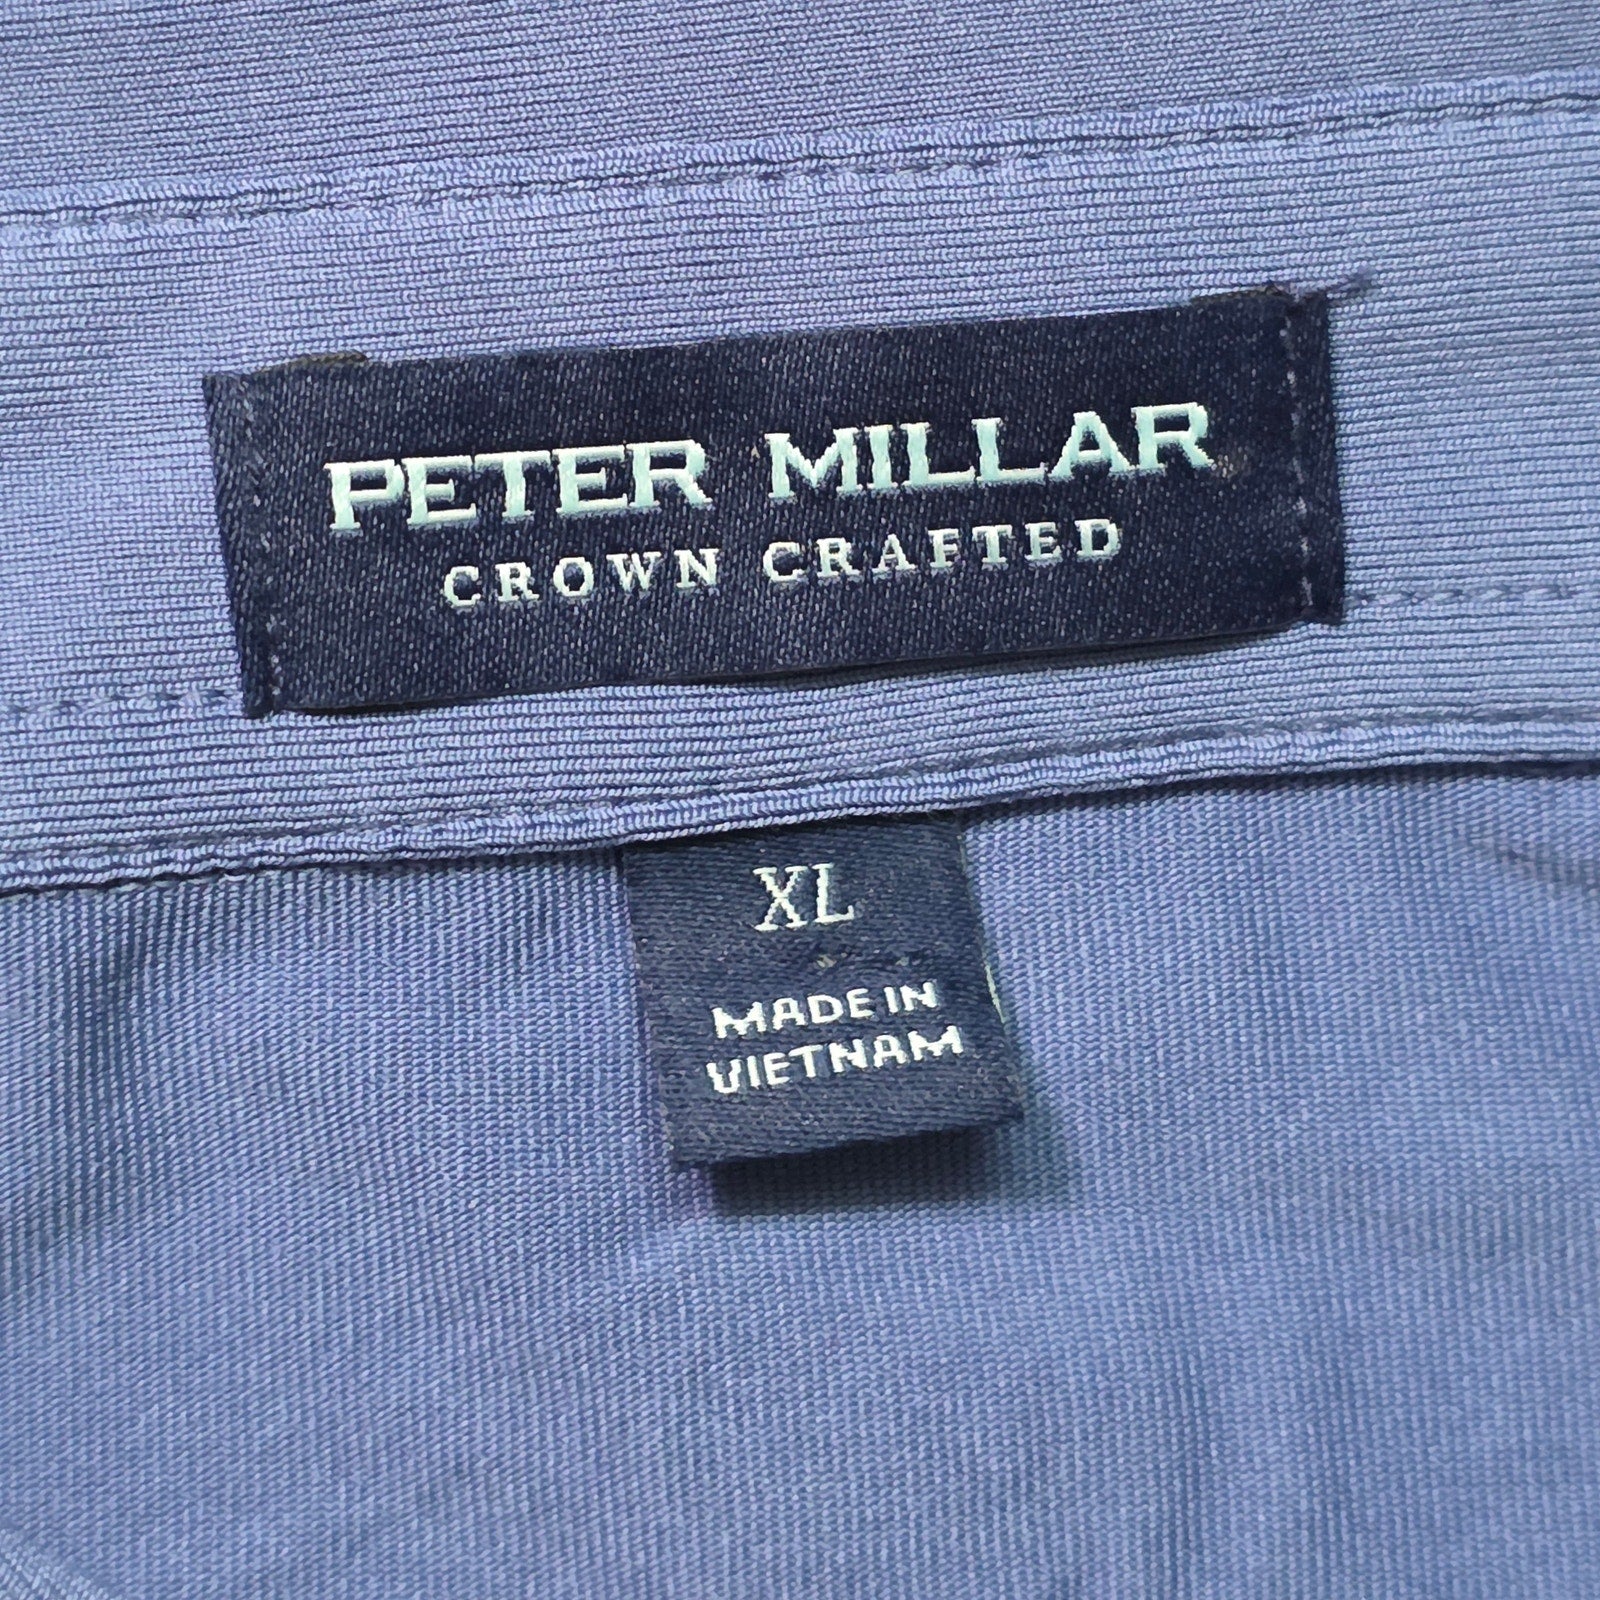 PETER MILLAR
CROWN CRAFTED
XL
MADE IN
VIETNAM